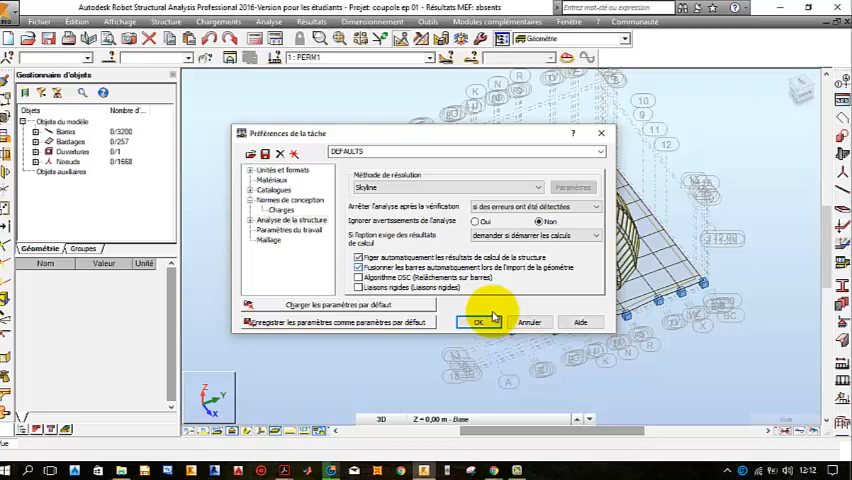 Autodesk Robot Structural Analysis Professional 2016-Version pour les étudiants - Projet: coupole ep 01 - Résultats MEF: absents
Fichier Edition Affichage Structure Chargements Analyse Résultats Dimensionnement Outils Modules complémentaires Fenêtre ? Communauté
Géométrie
1: PERM1
Gestionnaire d'objets
Objets Nombre d'...
Objets du modèle
Barres 0/3200
Bardages 0/257
Ouvertures 0/1
Noeuds 0/1668
Objets auxiliaires
Géométrie Groupes
Nom Valeur Unité
Préférences de la tâche
DEFAULTS
Unités et formats
Matériaux
Catalogues
Normes de conception
Charges
Analyse de la structure
Paramètres du travail
Maillage
Méthode de résolution
Skyline Paramètres
Arrêter l'analyse après la vérification si des erreurs ont été détectées
Ignorer avertissements de l'analyse Oui Non
Si l'option exige des résultats de calcul demander si démarrer les calculs
Figer automatiquement les résultats de calcul de la structure
Fusionner les barres automatiquement lors de l'import de la géométrie
Algorithme DSC (Relâchements sur barres)
Liaisons rigides (Liaisons rigides)
Charger les paramètres par défaut
Enregistrer les paramètres comme paramètres par défaut
OK Annuler Aide
K N R
9
10
11
12
A
K N R
Z
Y
X
3D Z = 0,00 m - Base
Vue
12:12